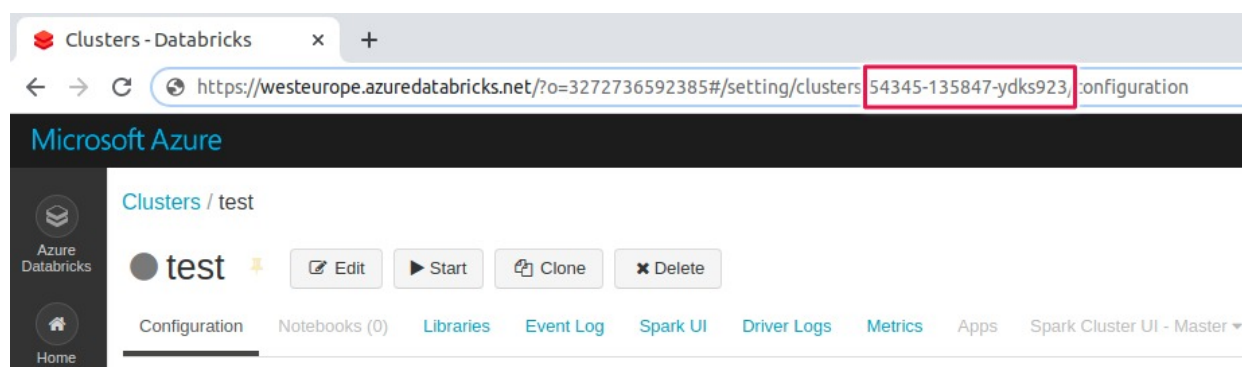 Clusters - Databricks × +
https://westeurope.azuredatabricks.net/?o=3272736592385#/setting/clusters 54345-135847-ydks923/configuration
Microsoft Azure
Clusters / test
Azure
Databricks
test Edit Start Clone Delete
Home
Configuration Notebooks (0) Libraries Event Log Spark UI Driver Logs Metrics Apps Spark Cluster UI - Master